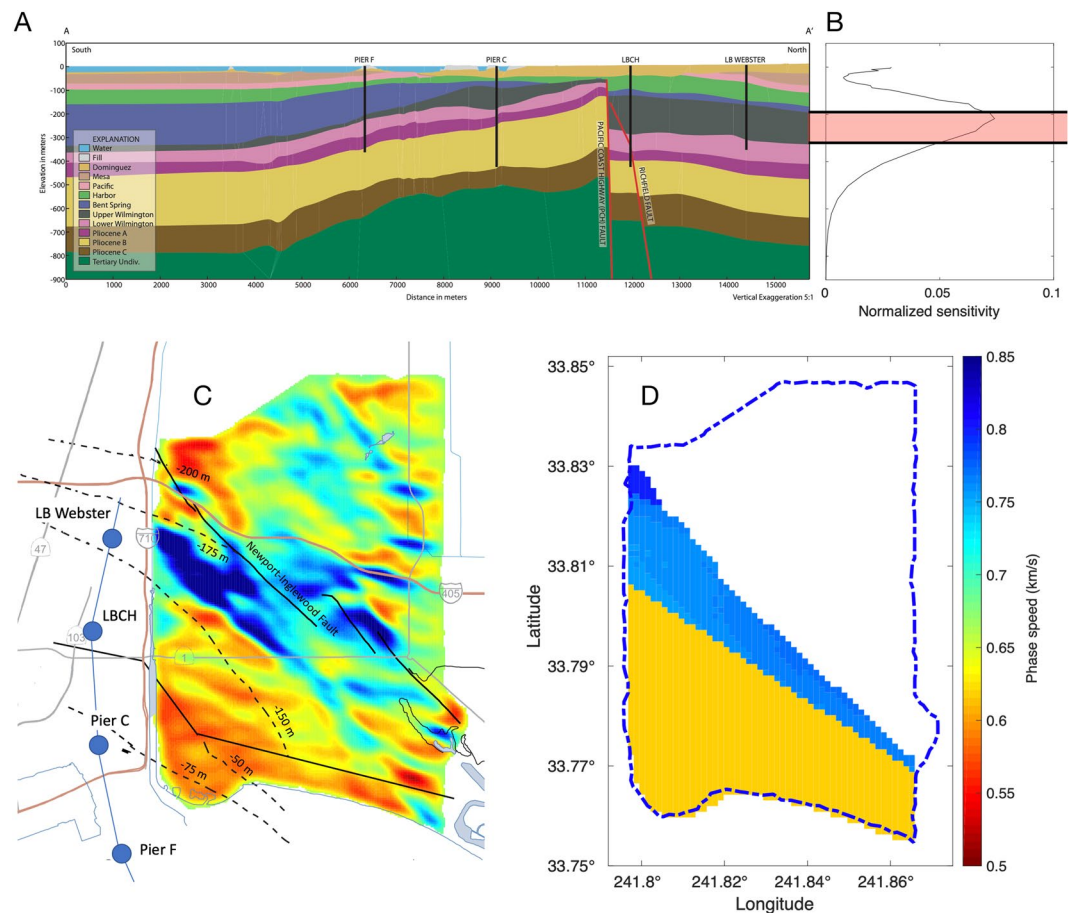 A
B
A
A'
South
North
PIER F
PIER C
LBCH
LB WEBSTER
100
0
-100
-200
-300
-400
-500
-600
-700
-800
-900
Elevation in meters
EXPLANATION
Water
Fill
Dominguez
Mesa
Pacific
Harbor
Bent Spring
Upper Wilmington
Lower Wilmington
Pliocene A
Pliocene B
Pliocene C
Tertiary Undiv.
PACIFIC COAST HIGHWAY (PCH) FAULT
RICHFIELD FAULT
0 1000 2000 3000 4000 5000 6000 7000 8000 9000 10000 11000 12000 13000 14000 15000
Distance in meters
Vertical Exaggeration 5:1
0 0.05 0.1
Normalized sensitivity
C
-200 m
LB Webster
710
47
-175 m
Newport-Inglewood Fault
405
LBCH
103
1
Pier C
-150 m
-50 m
-75 m
Pier F
D
33.85°
33.83°
33.81°
33.79°
33.77°
33.75°
Latitude
241.8° 241.82° 241.84° 241.86°
Longitude
0.85
0.8
0.75
0.7
0.65
0.6
0.55
0.5
Phase speed (km/s)